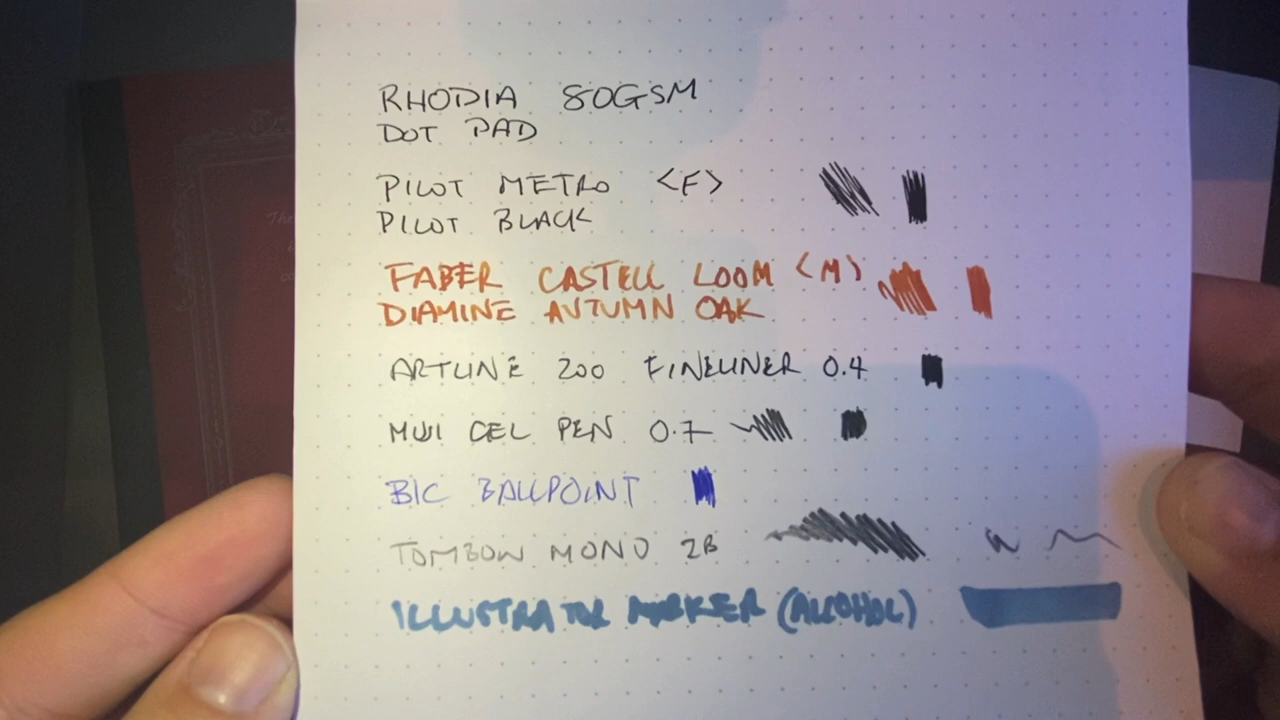 RHODIA 80GSM
DOT PAD
PILOT METRO <F>
PILOT BLACK
FABER CASTELL LOOM (M)
DIAMINE AUTUMN OAK
ARTLINE 200 FINELINER 0.4
MUJI GEL PEN 0.7
BIC BALLPOINT
TOMBOW MONO 2B
ILLUSTRATOR MARKER (ALCOHOL)
The